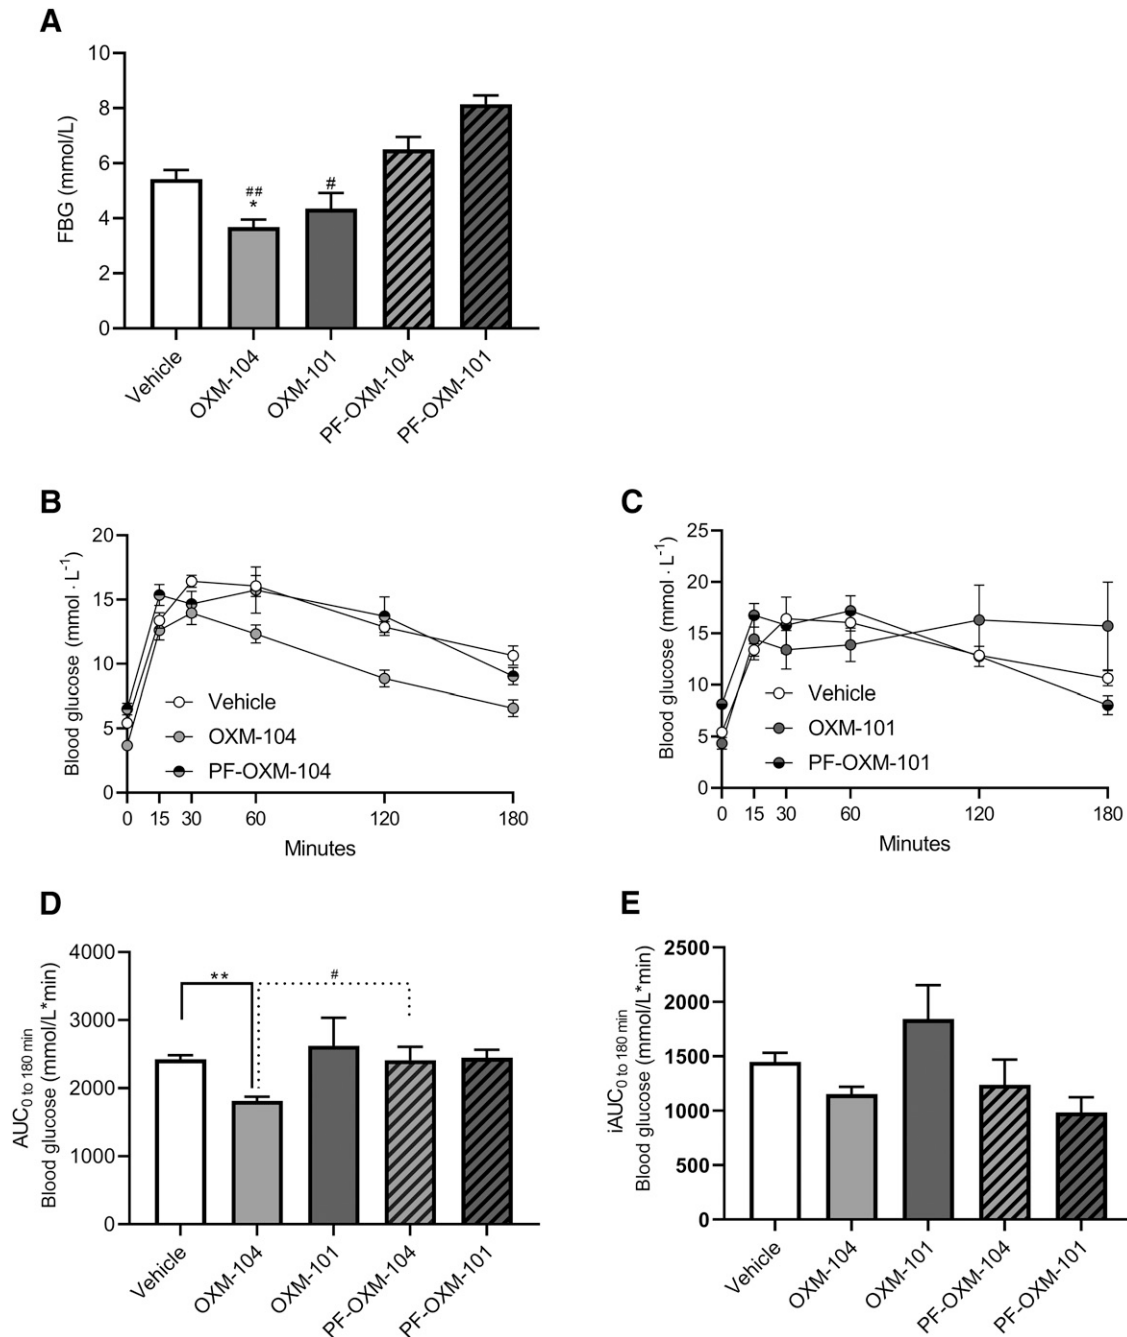 A
FBG (mmol/L)
10
8
6
4
2
0
##
*
#
Vehicle
OXM-104
OXM-101
PF-OXM-104
PF-OXM-101
B
Blood glucose (mmol · L⁻¹)
20
15
10
5
0
Vehicle
OXM-104
PF-OXM-104
0 15 30 60 120 180
Minutes
C
Blood glucose (mmol · L⁻¹)
25
20
15
10
5
0
Vehicle
OXM-101
PF-OXM-101
0 15 30 60 120 180
Minutes
D
AUC0 to 180 min
Blood glucose (mmol/L*min)
4000
3000
2000
1000
0
**
#
Vehicle
OXM-104
OXM-101
PF-OXM-104
PF-OXM-101
E
iAUC0 to 180 min
Blood glucose (mmol/L*min)
2500
2000
1500
1000
500
0
Vehicle
OXM-104
OXM-101
PF-OXM-104
PF-OXM-101